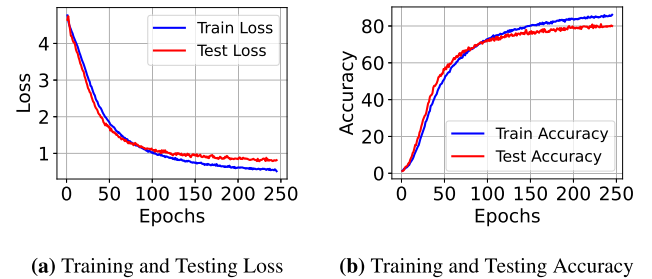 4
3
2
1
Loss
Train Loss
Test Loss
0 50 100 150 200 250
Epochs
(a) Training and Testing Loss
80
60
40
20
0
Accuracy
Train Accuracy
Test Accuracy
0 50 100 150 200 250
Epochs
(b) Training and Testing Accuracy